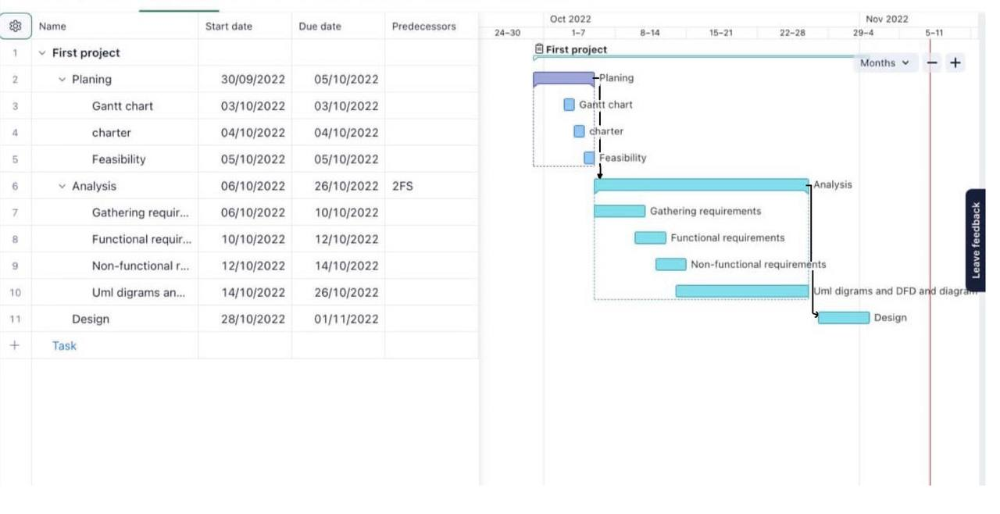 Name Start date Due date Predecessors
1 First project
2 Planing 30/09/2022 05/10/2022
3 Gantt chart 03/10/2022 03/10/2022
4 charter 04/10/2022 04/10/2022
5 Feasibility 05/10/2022 05/10/2022
6 Analysis 06/10/2022 26/10/2022 2FS
7 Gathering requir... 06/10/2022 10/10/2022
8 Functional requir... 10/10/2022 12/10/2022
9 Non-functional r... 12/10/2022 14/10/2022
10 Uml digrams an... 14/10/2022 26/10/2022
11 Design 28/10/2022 01/11/2022
+ Task
Oct 2022 Nov 2022
24–30 1–7 8–14 15–21 22–28 29–4 5–11
First project
Months − +
Planing
Gantt chart
charter
Feasibility
Analysis
Gathering requirements
Functional requirements
Non-functional requirements
Uml digrams and DFD and diagram
Design
Leave feedback